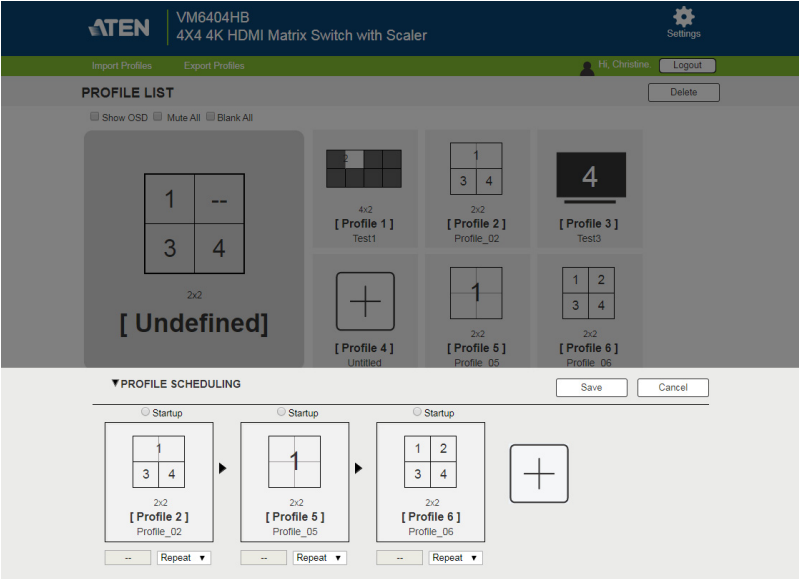 ATEN
VM6404HB
4X4 4K HDMI Matrix Switch with Scaler
Settings
Import Profiles Export Profiles Hi, Christine. Logout
PROFILE LIST Delete
Show OSD Mute All Blank All
1 --
3 4
2x2
[ Undefined]
2
4x2
[ Profile 1 ]
Test1
1
3 4
2x2
[ Profile 2 ]
Profile_02
4
[ Profile 3 ]
Test3
[ Profile 4 ]
Untitled
1
2x2
[ Profile 5 ]
Profile_05
1 2
3 4
2x2
[ Profile 6 ]
Profile_06
▼PROFILE SCHEDULING Save Cancel
Startup
1
3 4
2x2
[ Profile 2 ]
Profile_02
-- Repeat ▼
Startup
1
2x2
[ Profile 5 ]
Profile_05
-- Repeat ▼
Startup
1 2
3 4
2x2
[ Profile 6 ]
Profile_06
-- Repeat ▼